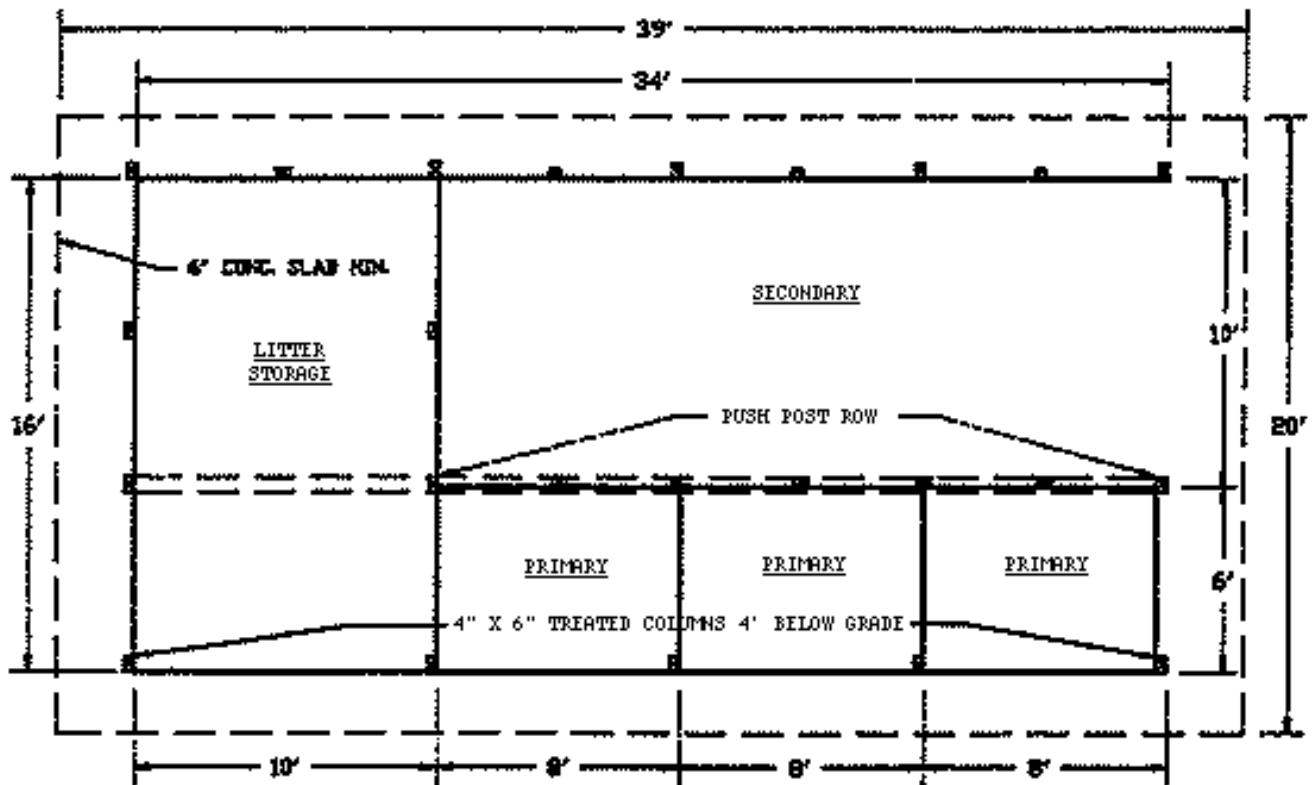 39'
34'
6" CONC. SLAB MIN.
SECONDARY
LITTER
STORAGE
10'
16'
PUSH POST ROW
20'
PRIMARY
PRIMARY
PRIMARY
6'
4" X 6" TREATED COLUMNS 4' BELOW GRADE
10'
8'
8'
8'